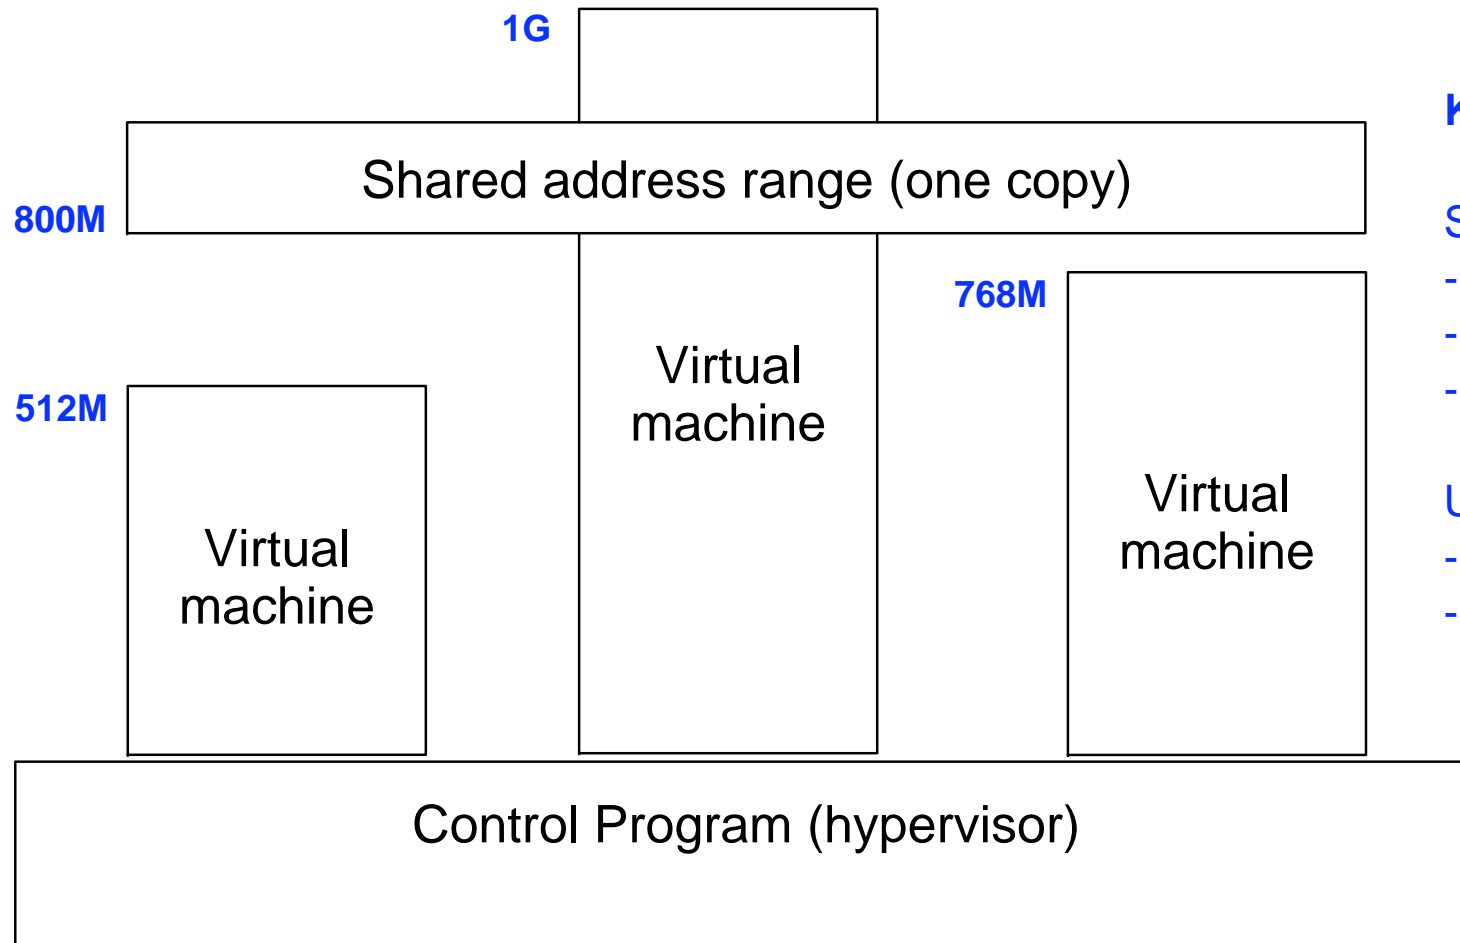 1G
Shared address range (one copy)
800M
768M
512M
Virtual
machine
Virtual
machine
Virtual
machine
Control Program (hypervisor)
K
S
-
-
-
U
-
-